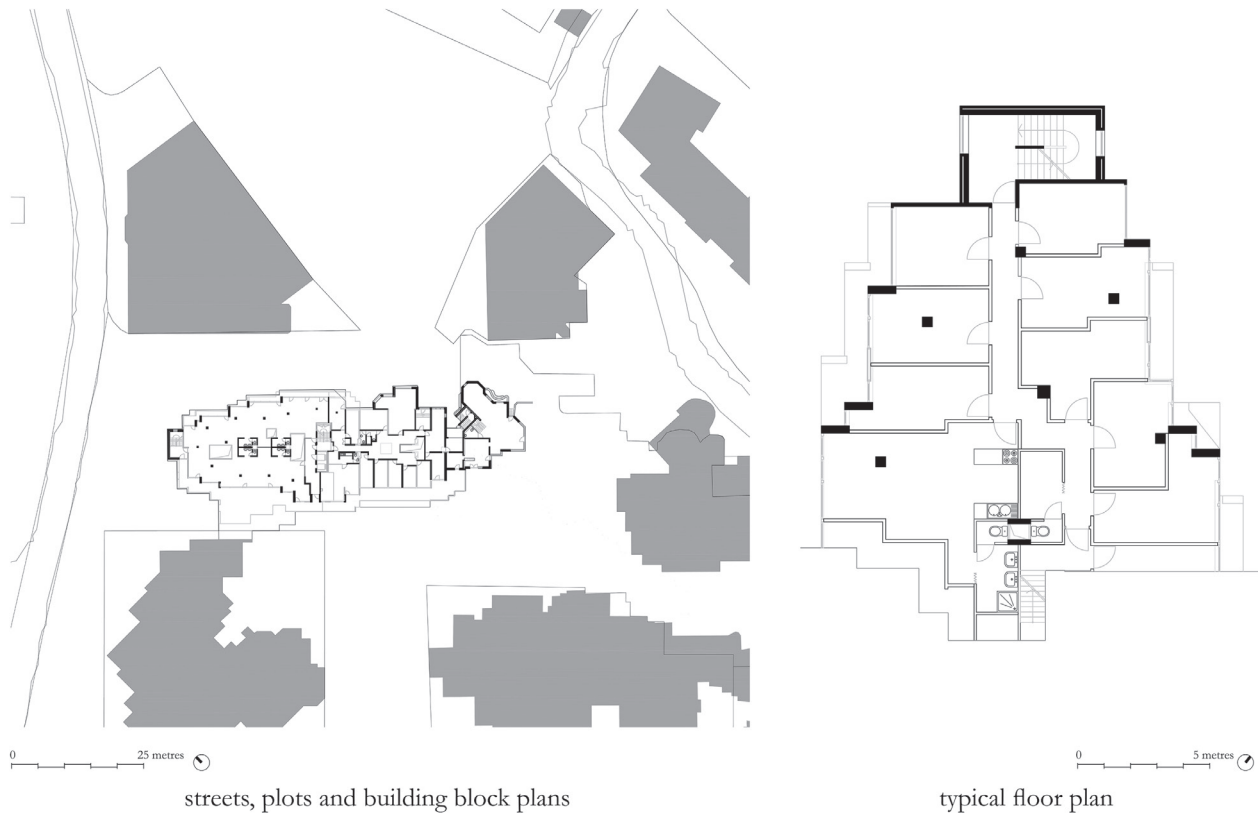 0 25 metres
streets, plots and building block plans
0 5 metres
typical floor plan